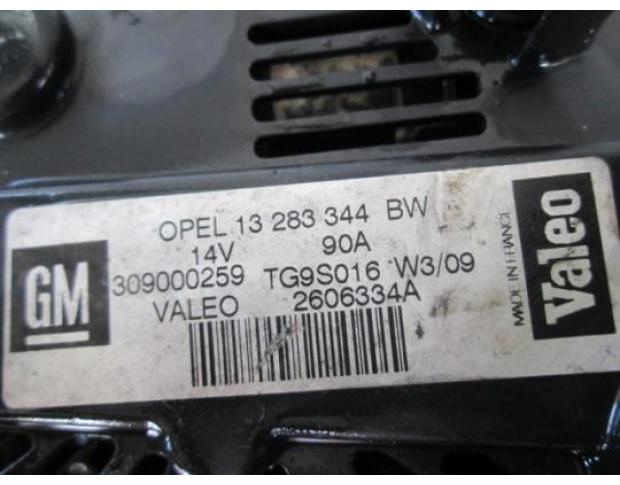 OPEL 13 283 344 BW
14V 90A
309000259 TG9S016 W3/09
VALEO 2606334A
GM
MADE IN FRANCE
Valeo